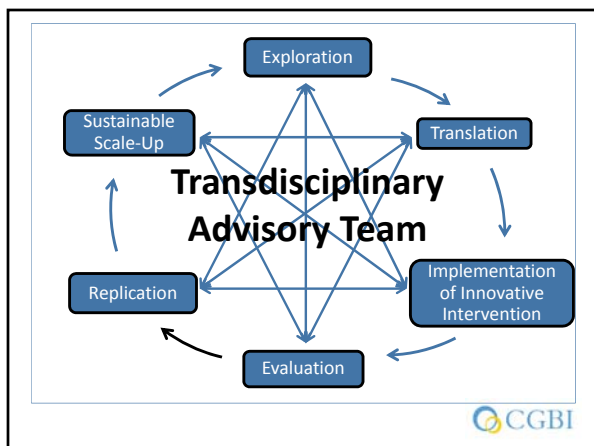 Exploration
Sustainable
Scale-Up
Translation
Transdisciplinary
Advisory Team
Replication
Implementation
of Innovative
Intervention
Evaluation
CGBI